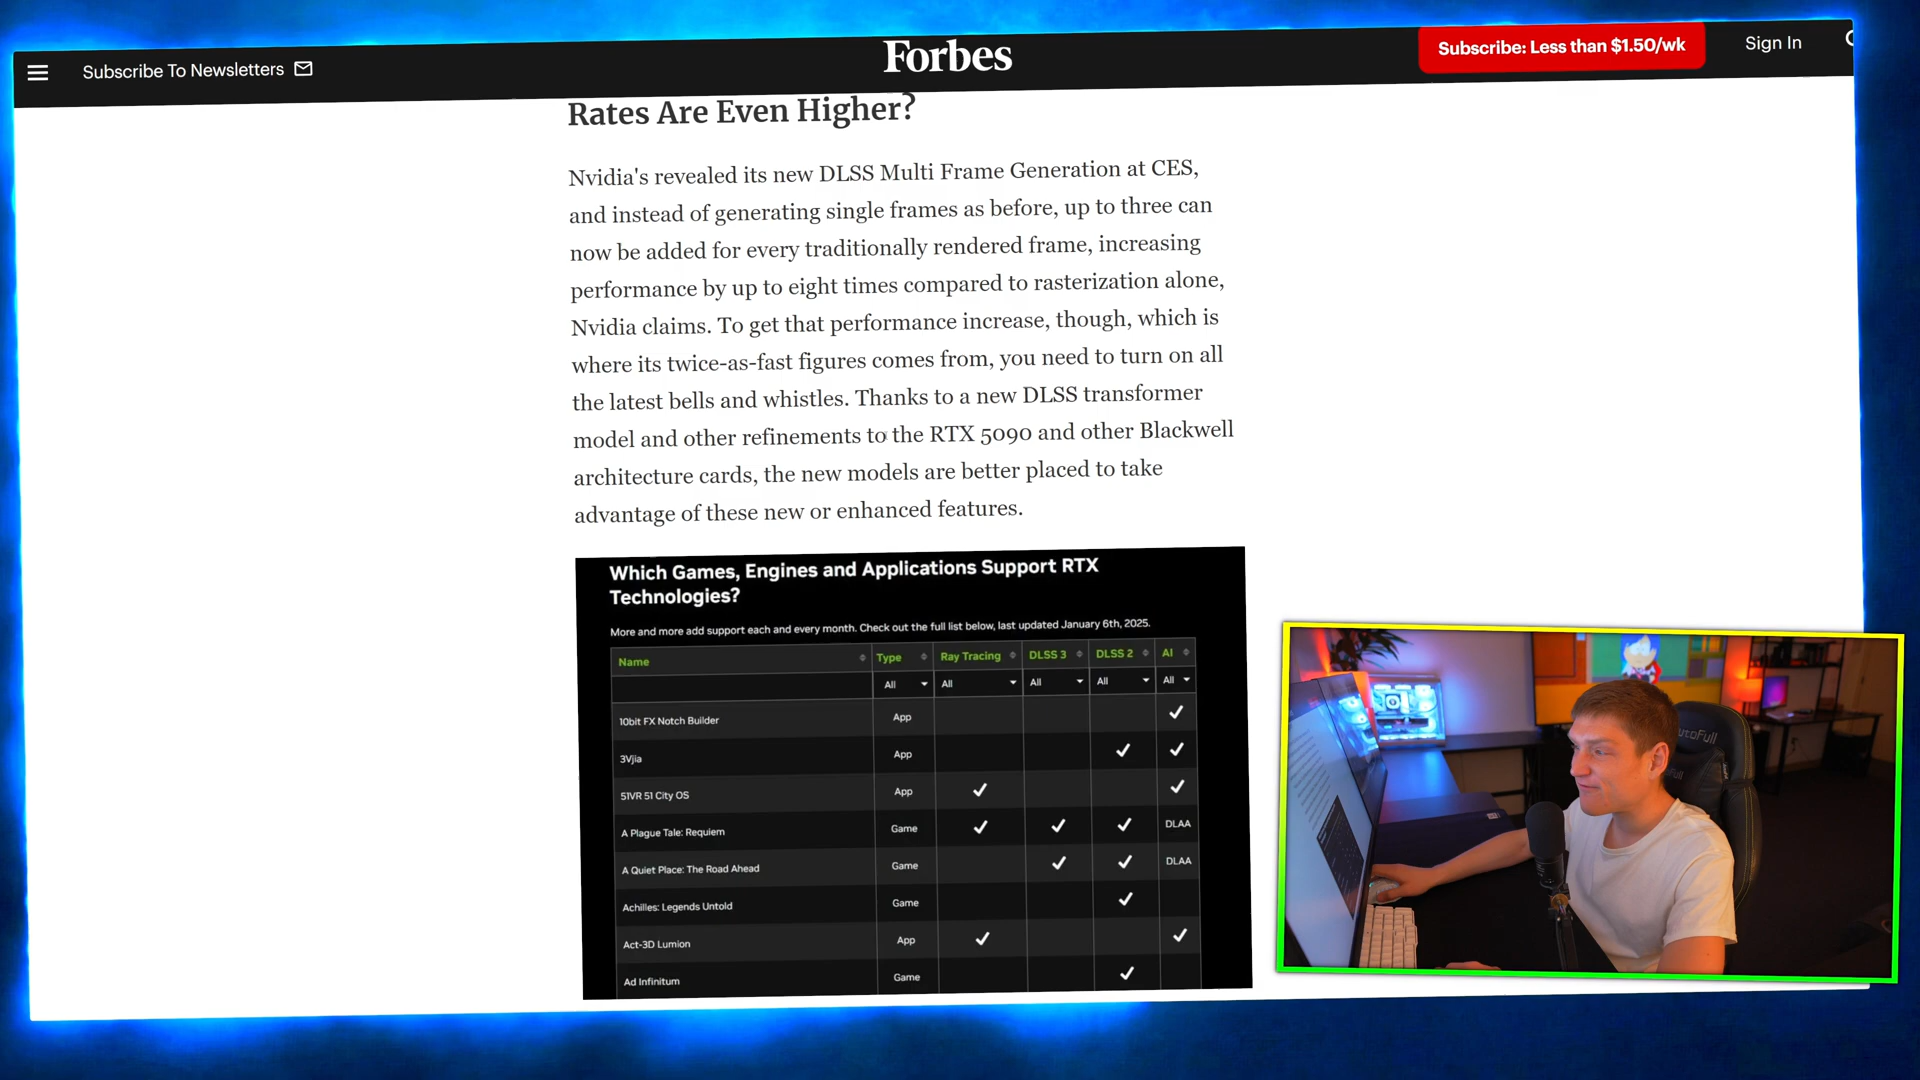 Subscribe To Newsletters
Forbes
Subscribe: Less than $1.50/wk
Sign In
Rates Are Even Higher?
Nvidia's revealed its new DLSS Multi Frame Generation at CES,
and instead of generating single frames as before, up to three can
now be added for every traditionally rendered frame, increasing
performance by up to eight times compared to rasterization alone,
Nvidia claims. To get that performance increase, though, which is
where its twice-as-fast figures comes from, you need to turn on all
the latest bells and whistles. Thanks to a new DLSS transformer
model and other refinements to the RTX 5090 and other Blackwell
architecture cards, the new models are better placed to take
advantage of these new or enhanced features.
Which Games, Engines and Applications Support RTX
Technologies?
More and more add support each and every month. Check out the full list below, last updated January 6th, 2025.
Name Type Ray Tracing DLSS 3 DLSS 2 AI
All All All All All
10bit FX Notch Builder App ✓
3Vjia App ✓ ✓
51VR 51 City OS App ✓ ✓
A Plague Tale: Requiem Game ✓ ✓ ✓ DLAA
A Quiet Place: The Road Ahead Game ✓ ✓ DLAA
Achilles: Legends Untold Game ✓
Act-3D Lumion App ✓ ✓
Ad Infinitum Game ✓
utoFull